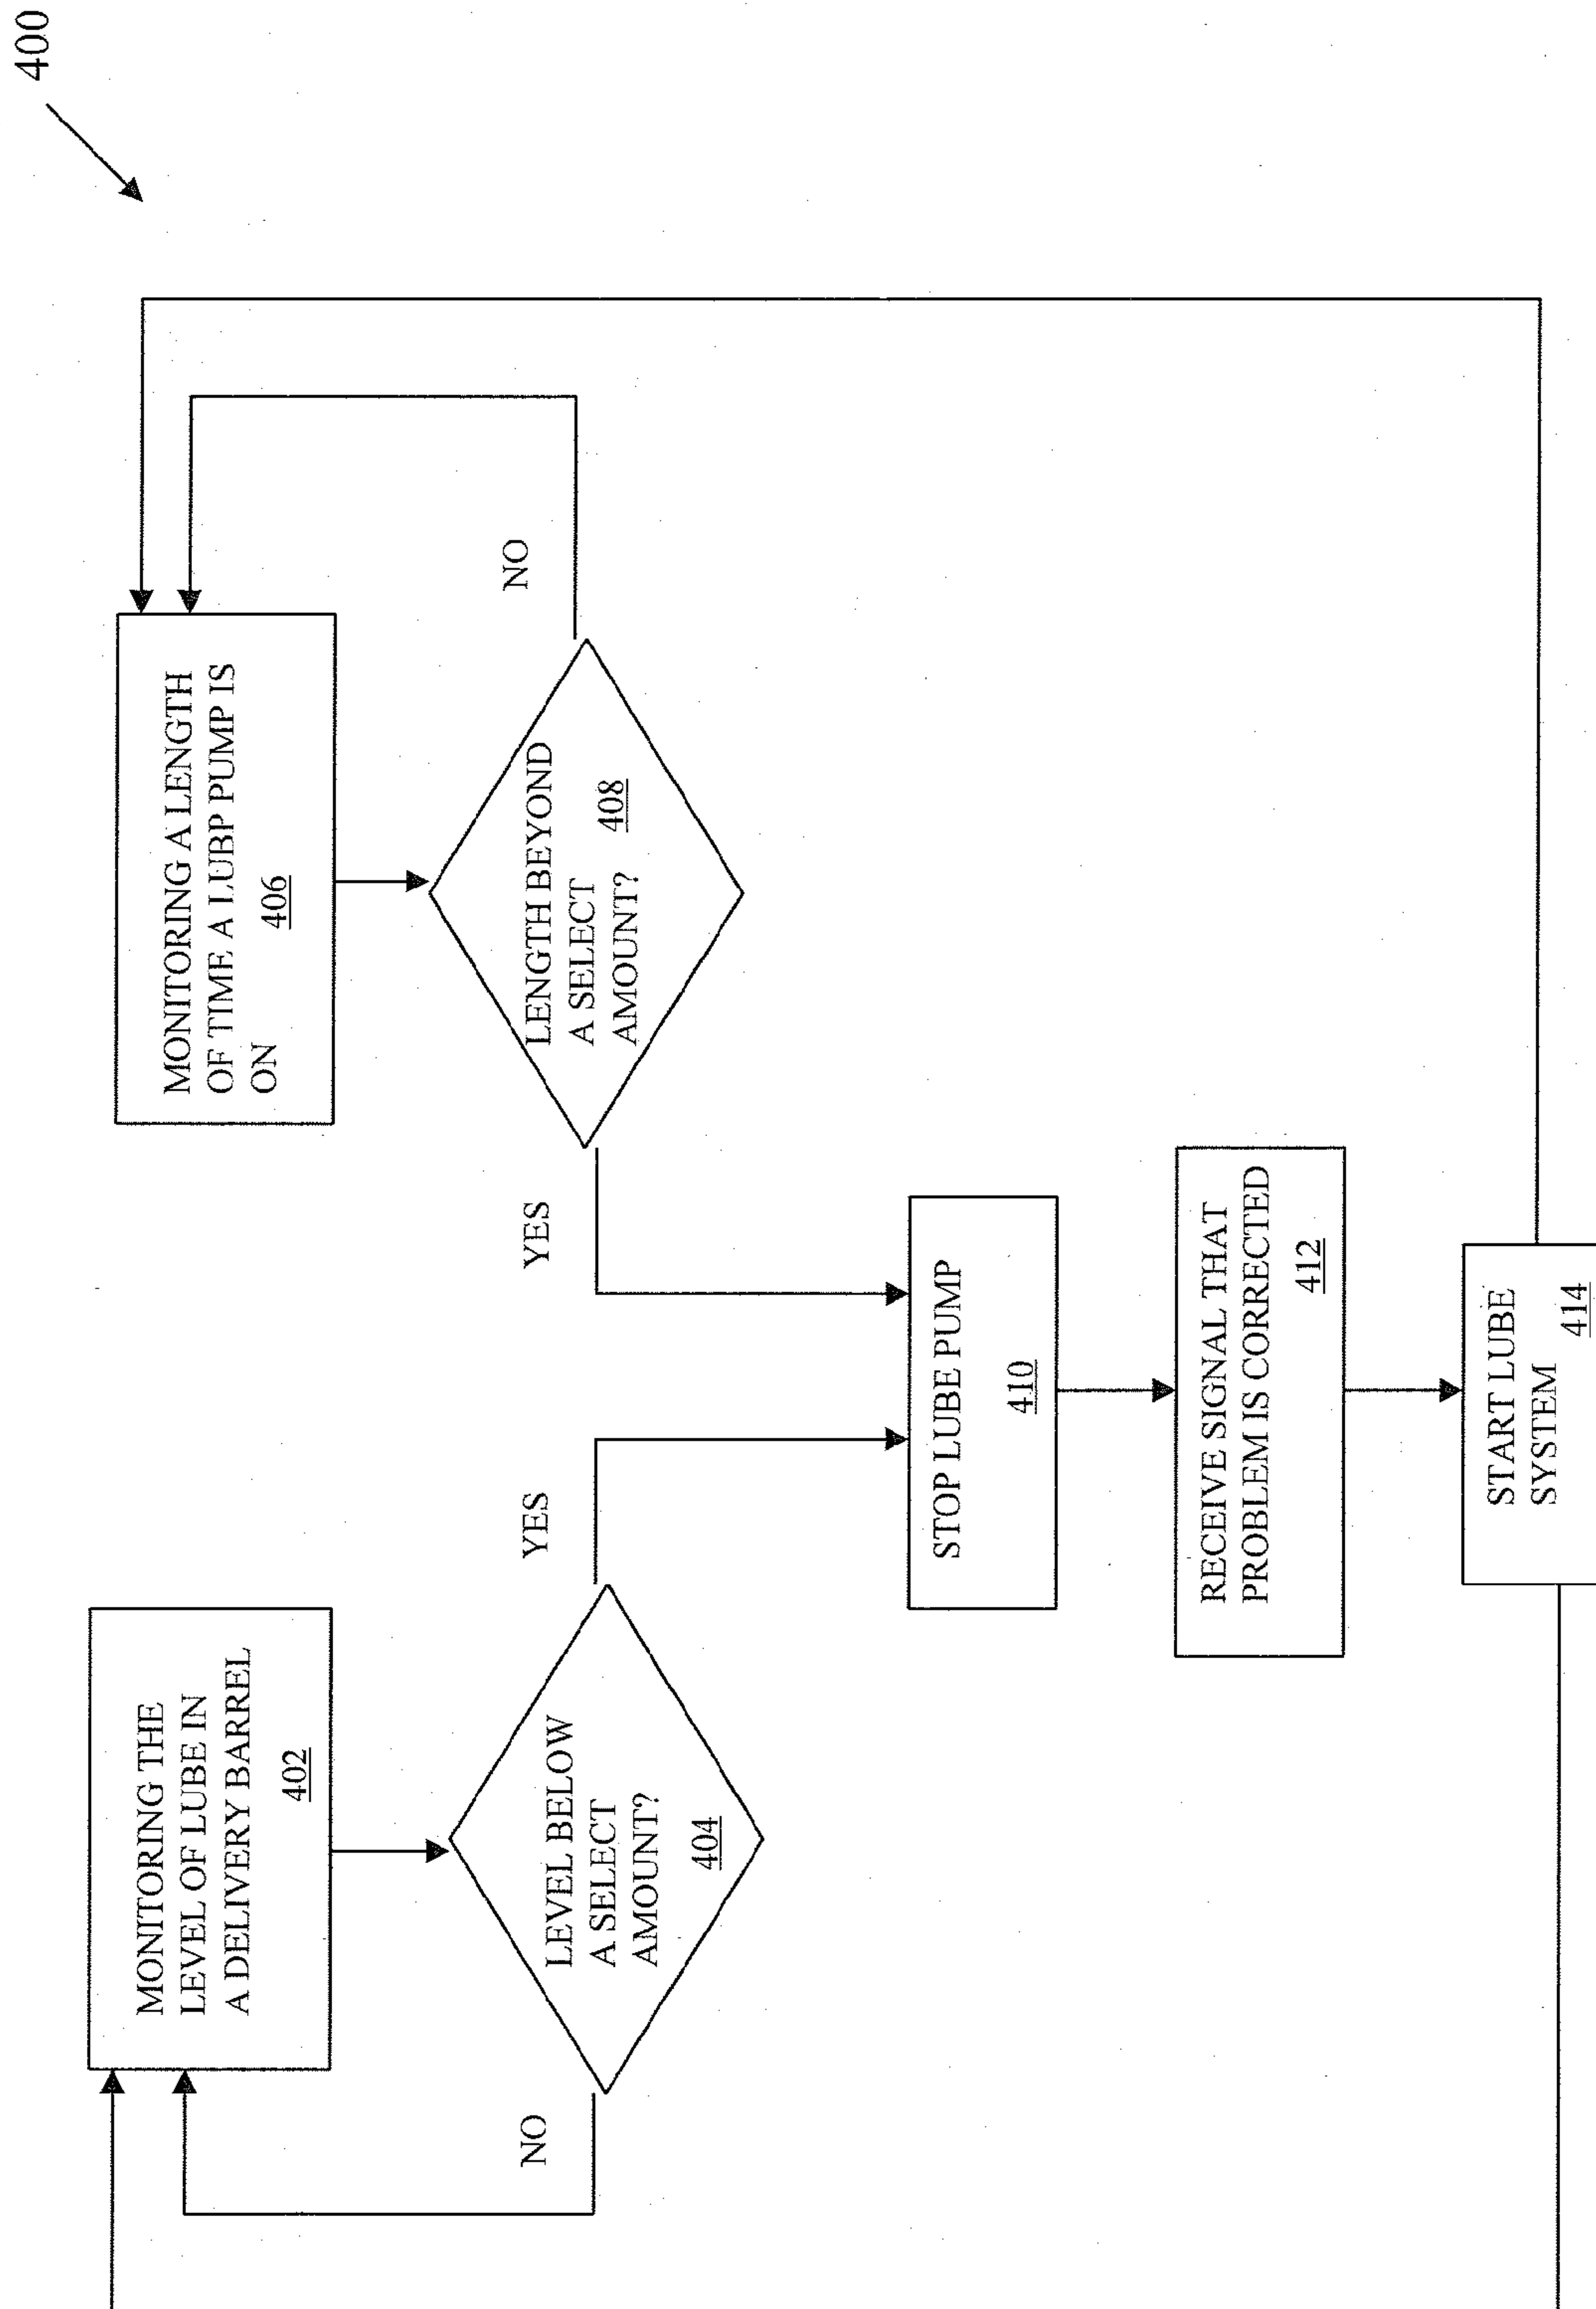 400
MONITORING THE
LEVEL OF LUBE IN
A DELIVERY BARREL
402
MONITORING A LENGTH
OF TIME A LUBP PUMP IS
ON
406
LEVEL BELOW
A SELECT
AMOUNT?
404
NO
YES
LENGTH BEYOND
A SELECT
AMOUNT?
408
YES
NO
STOP LUBE PUMP
410
RECEIVE SIGNAL THAT
PROBLEM IS CORRECTED
412
START LUBE
SYSTEM
414